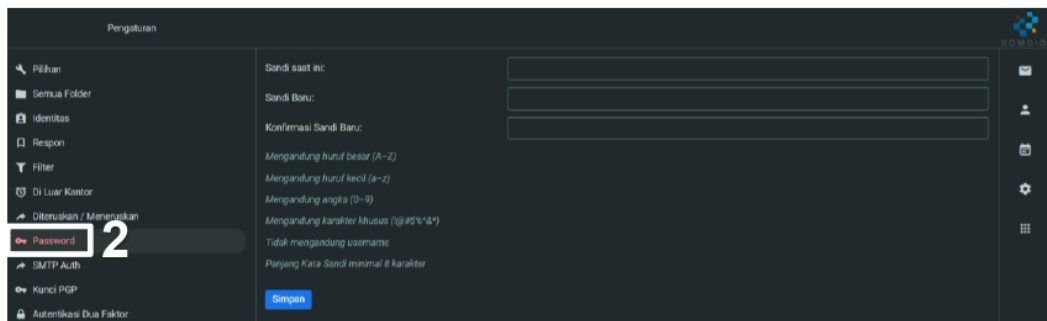 Pengaturan
KOMDIG
Pilihan
Semua Folder
Identitas
Respon
Filter
Di Luar Kantor
Diteruskan / Meneruskan
Password
2
SMTP Auth
Kunci PGP
Autentikasi Dua Faktor
Sandi saat ini:
Sandi Baru:
Konfirmasi Sandi Baru:
Mengandung huruf besar (A–Z)
Mengandung huruf kecil (a–z)
Mengandung angka (0–9)
Mengandung karakter khusus (!@#$%^&*)
Tidak mengandung username
Panjang Kata Sandi minimal 8 karakter
Simpan